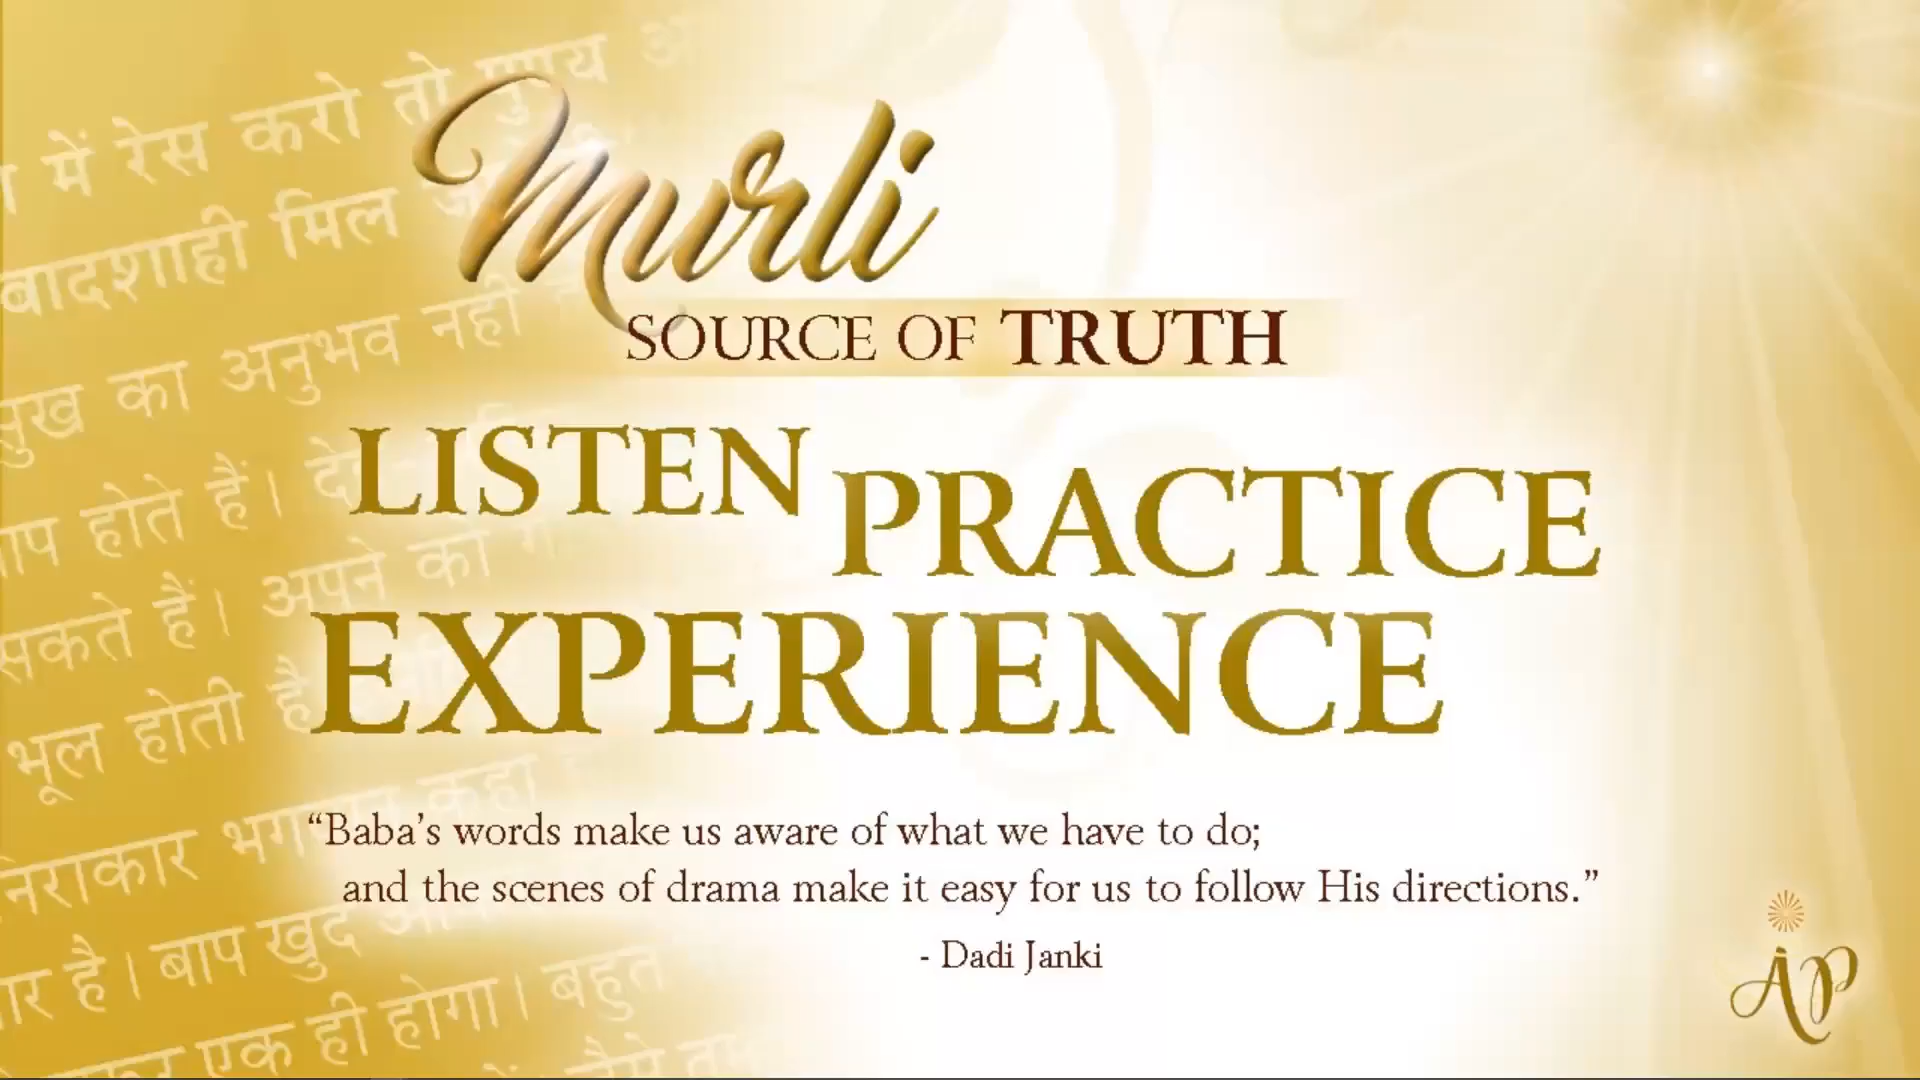 में रेस करो तो पुण्य
बादशाही मिल
Murli
SOURCE OF TRUTH
सुख का अनुभव नहीं
LISTEN PRACTICE
होते हैं।
सकते हैं। अपने को
EXPERIENCE
भूल होती है
कहा
“Baba’s words make us aware of what we have to do;
and the scenes of drama make it easy for us to follow His directions.”
है। बाप खुद
- Dadi Janki
एक ही होगा। बहुत
AP